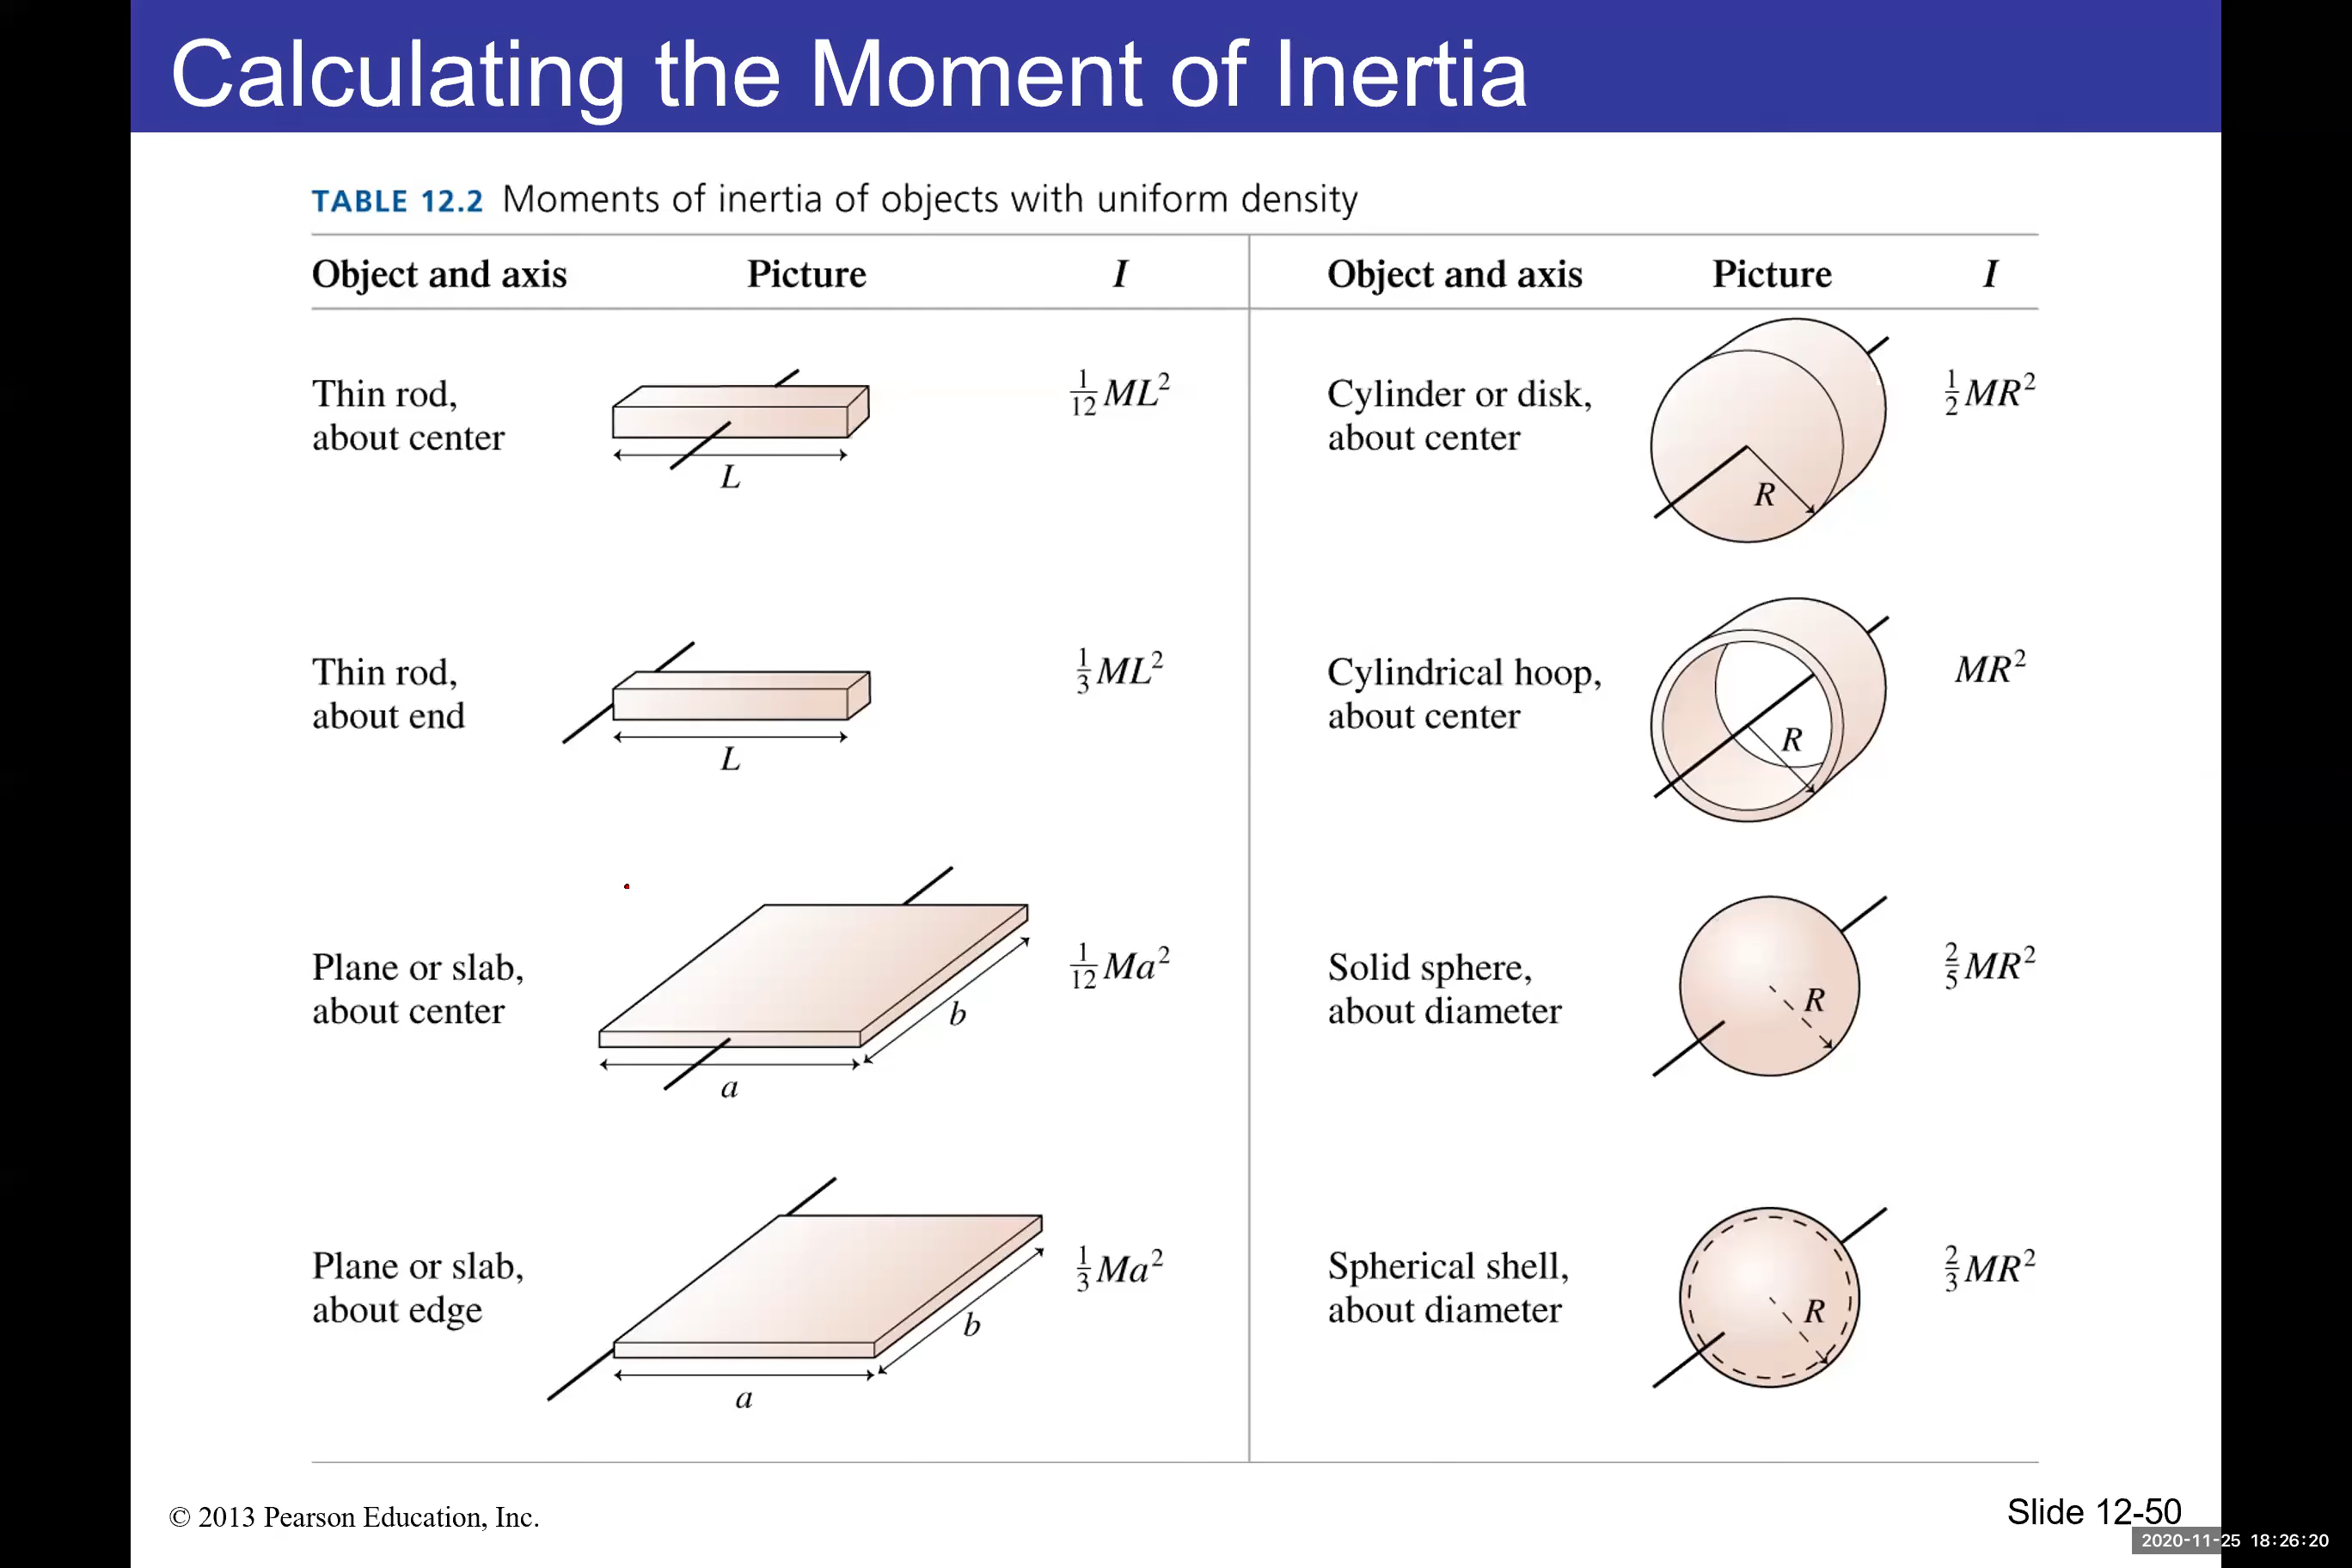 Calculating the Moment of Inertia
TABLE 12.2 Moments of inertia of objects with uniform density
Object and axis Picture I
Thin rod,
about center
L
1/12 ML²
Thin rod,
about end
L
1/3 ML²
Plane or slab,
about center
a
b
1/12 Ma²
Plane or slab,
about edge
a
b
1/3 Ma²
Object and axis Picture I
Cylinder or disk,
about center
R
1/2 MR²
Cylindrical hoop,
about center
R
MR²
Solid sphere,
about diameter
R
2/5 MR²
Spherical shell,
about diameter
R
2/3 MR²
© 2013 Pearson Education, Inc.
Slide 12-50
2020-11-25 18:26:20